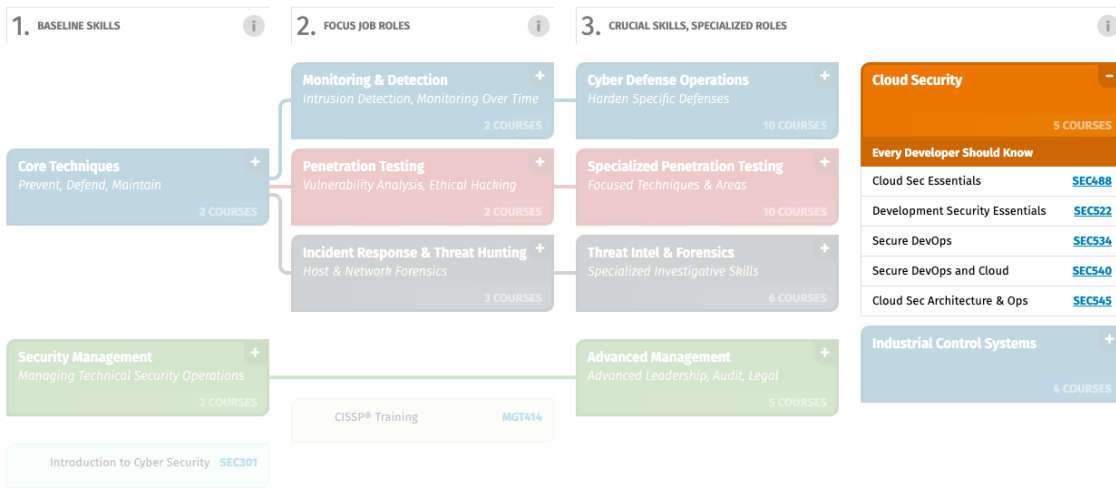 1. BASELINE SKILLS
i
2. FOCUS JOB ROLES
i
3. CRUCIAL SKILLS, SPECIALIZED ROLES
i
Core Techniques
+
Prevent, Defend, Maintain
2 COURSES
Security Management
+
Managing Technical Security Operations
2 COURSES
Introduction to Cyber Security SEC301
Monitoring & Detection
+
Intrusion Detection, Monitoring Over Time
2 COURSES
Penetration Testing
+
Vulnerability Analysis, Ethical Hacking
2 COURSES
Incident Response & Threat Hunting
+
Host & Network Forensics
3 COURSES
CISSP® Training MGT414
Cyber Defense Operations
+
Harden Specific Defenses
10 COURSES
Specialized Penetration Testing
+
Focused Techniques & Areas
10 COURSES
Threat Intel & Forensics
+
Specialized Investigative Skills
6 COURSES
Advanced Management
+
Advanced Leadership, Audit, Legal
5 COURSES
Cloud Security
−
5 COURSES
Every Developer Should Know
Cloud Sec Essentials SEC488
Development Security Essentials SEC522
Secure DevOps SEC534
Secure DevOps and Cloud SEC540
Cloud Sec Architecture & Ops SEC545
Industrial Control Systems
+
4 COURSES